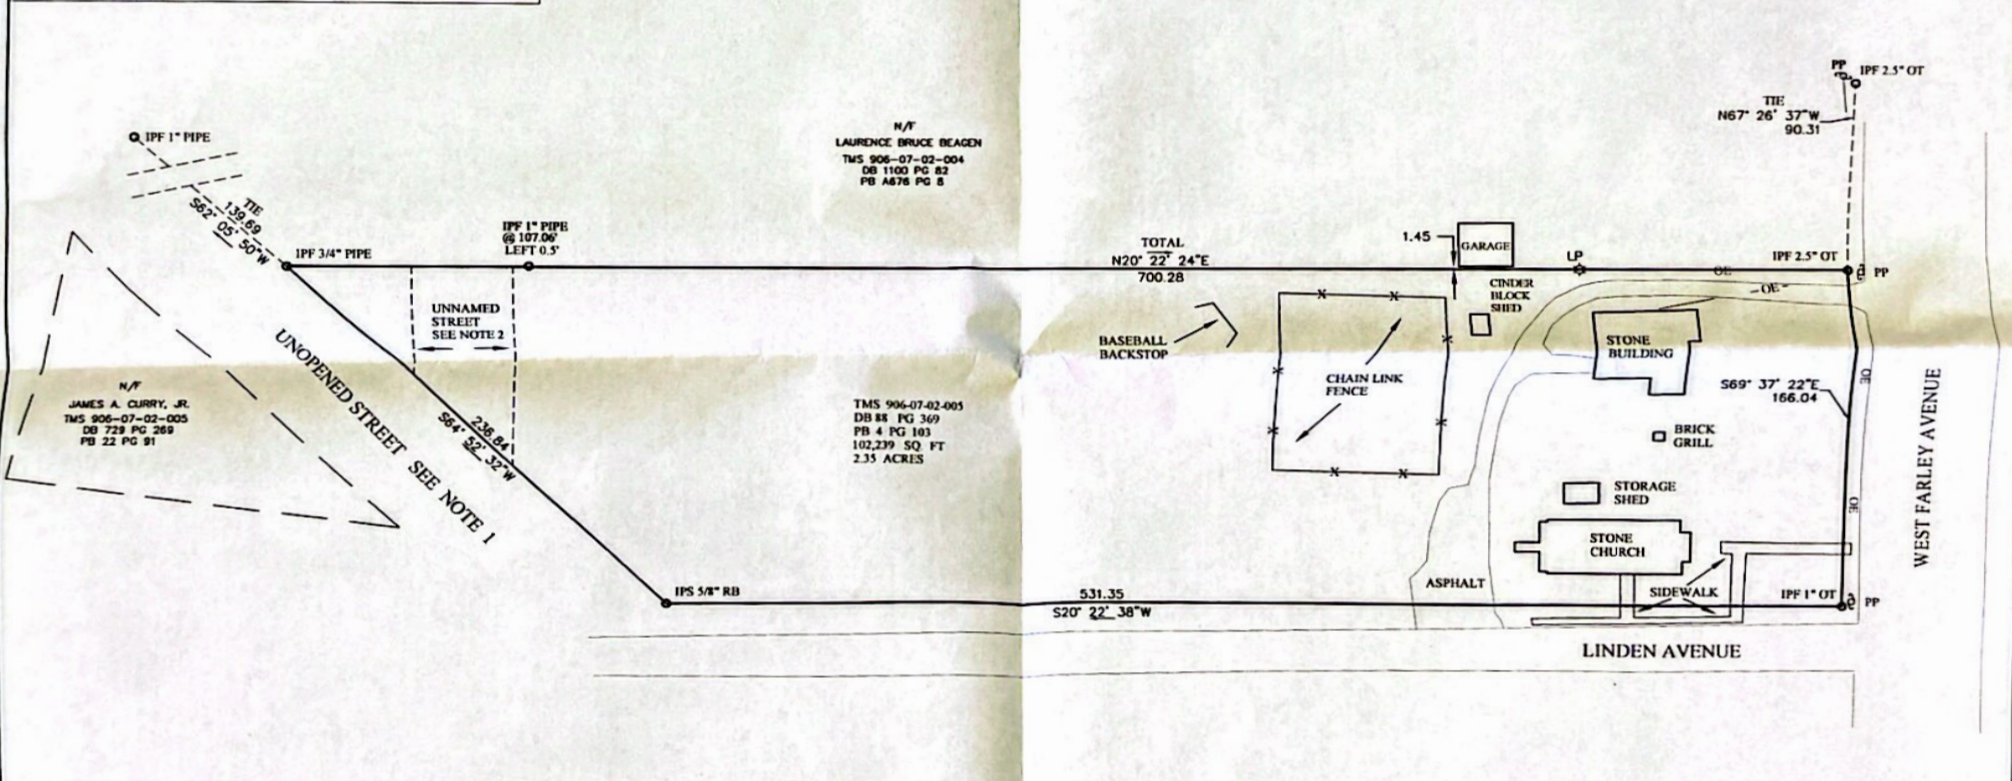 IPF 1" PIPE
TIE
139.69
S62° 05' 50"W
IPF 3/4" PIPE
IPF 1" PIPE
@ 107.06'
LEFT 0.5'
N/F
LAURENCE BRUCE BEAGEN
TMS 906-07-02-004
DB 1100 PG 82
PB A676 PG 8
TOTAL
N20° 22' 24"E
700.28
1.45
GARAGE
LP
OE
IPF 2.5" OT
PP
PP
IPF 2.5" OT
TIE
N67° 26' 37"W
90.31
UNNAMED
STREET
SEE NOTE 2
UNOPENED STREET SEE NOTE 1
236.84'
S64° 52' 32"W
N/F
JAMES A. CURRY, JR.
TMS 906-07-02-005
DB 729 PG 269
PB 22 PG 91
TMS 906-07-02-005
DB 88 PG 369
PB 4 PG 103
102,239 SQ FT
2.35 ACRES
BASEBALL
BACKSTOP
CHAIN LINK
FENCE
X
X
X
X
X
X
X
X
CINDER
BLOCK
SHED
OE
STONE
BUILDING
S69° 37' 22"E
166.04
OE
OE
BRICK
GRILL
STORAGE
SHED
STONE
CHURCH
ASPHALT
SIDEWALK
IPF 1" OT
PP
IPS 5/8" RB
531.35
S20° 22' 38"W
LINDEN AVENUE
WEST FARLEY AVENUE